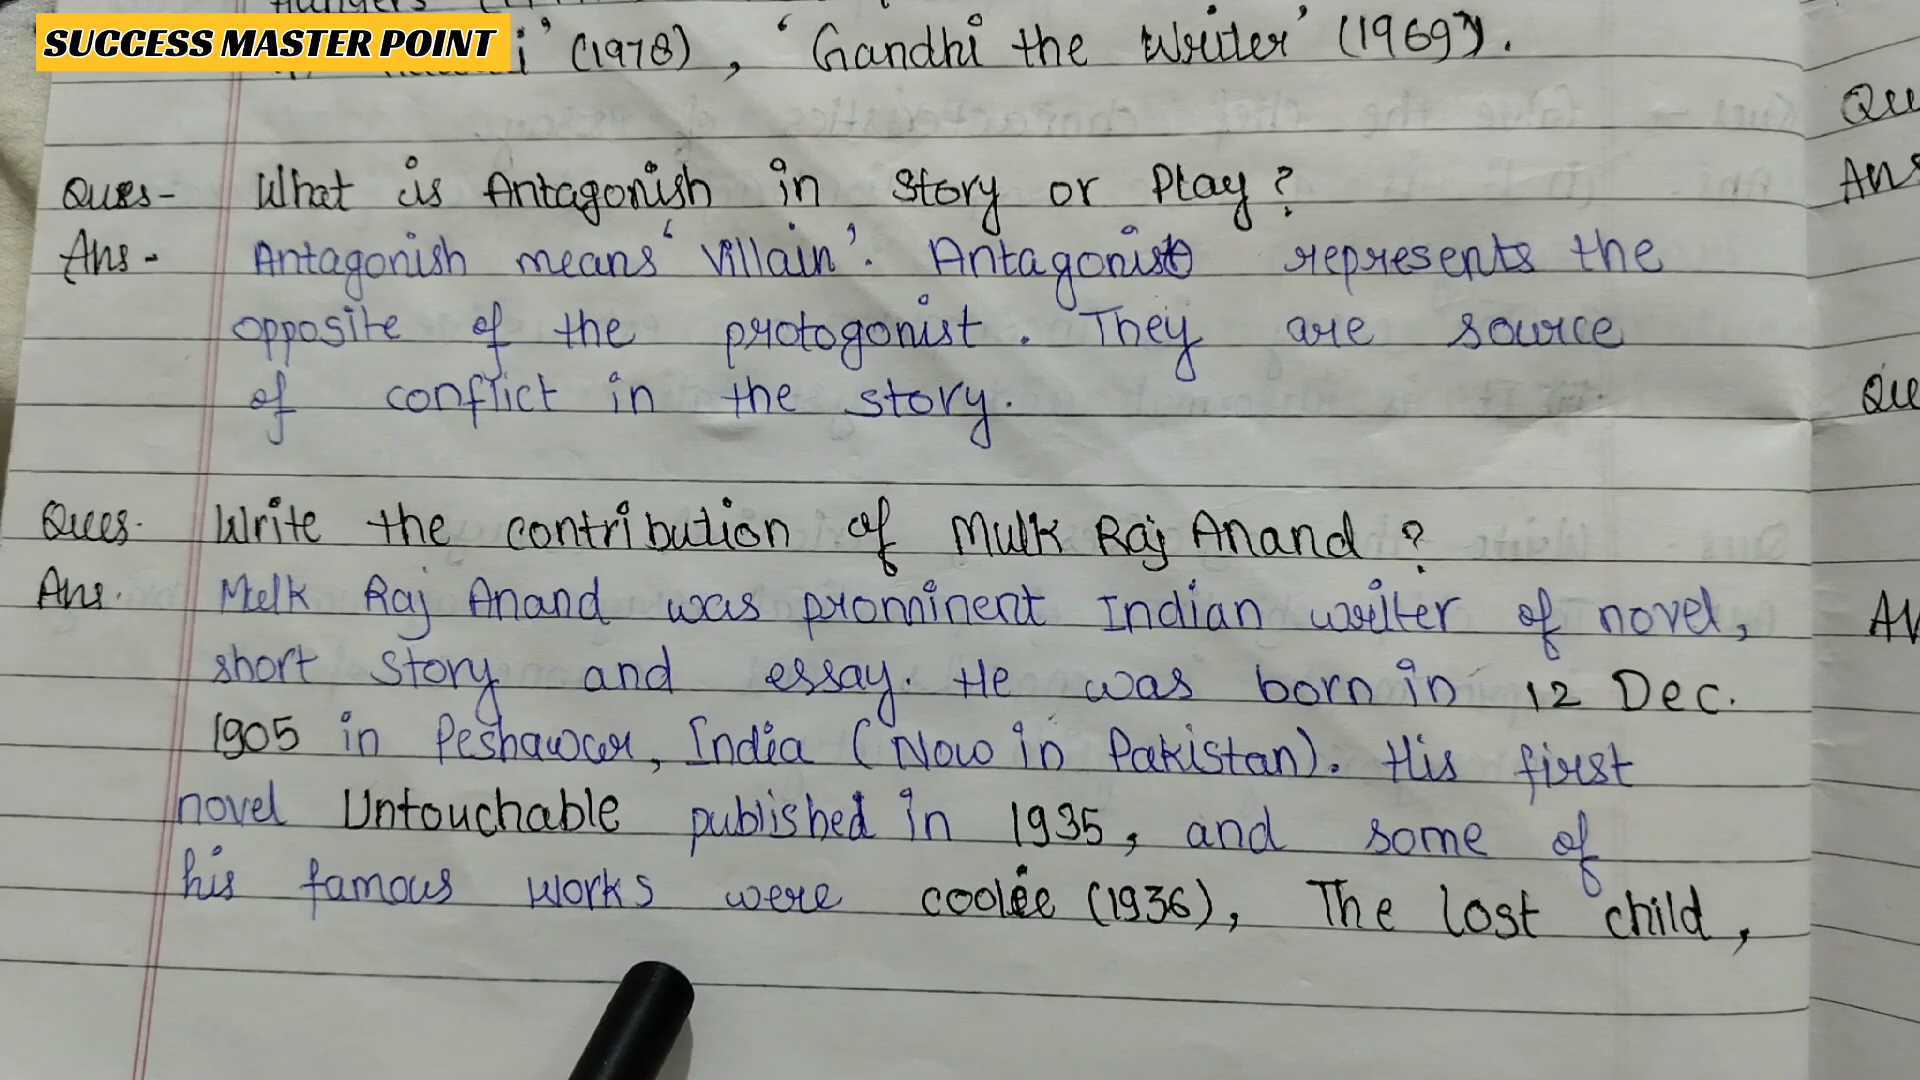 SUCCESS MASTER POINT
i' (1978), 'Gandhi the Writer' (1969).
Ques- What is Antagonish in Story or Play?
Ans- Antagonish means 'Villain'. Antagonist represents the
opposite of the protogonist. They are source
of conflict in the story.
Ques. Write the contribution of Mulk Raj Anand?
Ans. Mulk Raj Anand was prominent Indian writer of novel,
short story and essay. He was born in 12 Dec.
1905 in Peshawar, India (Now in Pakistan). His first
novel Untouchable published in 1935, and some of
his famous works were coolie (1936), The lost child,
Qu
Ans
Que
An